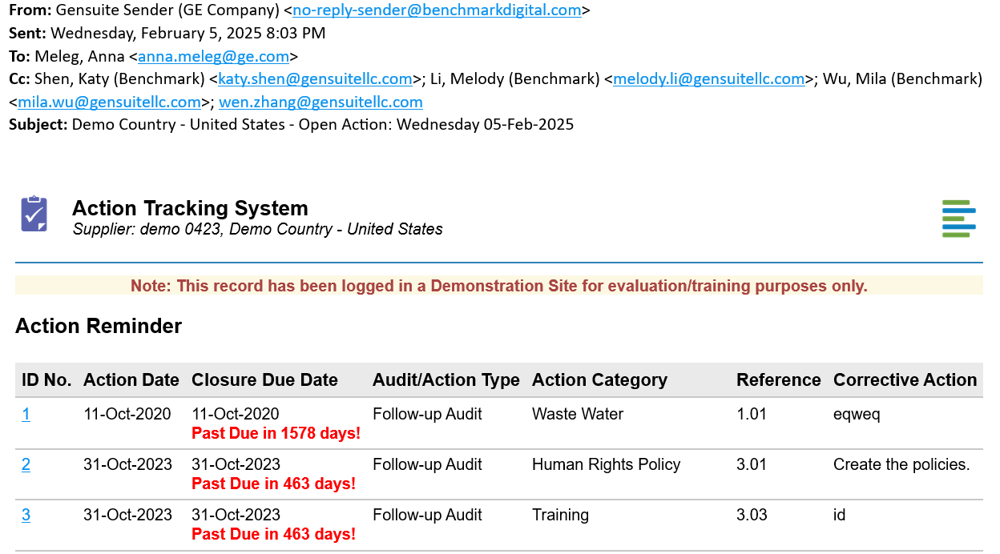 From: Gensuite Sender (GE Company) <no-reply-sender@benchmarkdigital.com>
Sent: Wednesday, February 5, 2025 8:03 PM
To: Meleg, Anna <anna.meleg@ge.com>
Cc: Shen, Katy (Benchmark) <katy.shen@gensuitellc.com>; Li, Melody (Benchmark) <melody.li@gensuitellc.com>; Wu, Mila (Benchmark)
<mila.wu@gensuitellc.com>; wen.zhang@gensuitellc.com
Subject: Demo Country - United States - Open Action: Wednesday 05-Feb-2025
Action Tracking System
Supplier: demo 0423, Demo Country - United States
Note: This record has been logged in a Demonstration Site for evaluation/training purposes only.
Action Reminder
ID No. Action Date Closure Due Date Audit/Action Type Action Category Reference Corrective Action
1 11-Oct-2020 11-Oct-2020 Follow-up Audit Waste Water 1.01 eqweq
Past Due in 1578 days!
2 31-Oct-2023 31-Oct-2023 Follow-up Audit Human Rights Policy 3.01 Create the policies.
Past Due in 463 days!
3 31-Oct-2023 31-Oct-2023 Follow-up Audit Training 3.03 id
Past Due in 463 days!